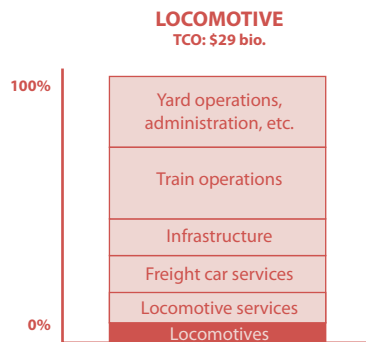 LOCOMOTIVE
TCO: $29 bio.
100%
Yard operations,
administration, etc.
Train operations
Infrastructure
Freight car services
Locomotive services
0%
Locomotives